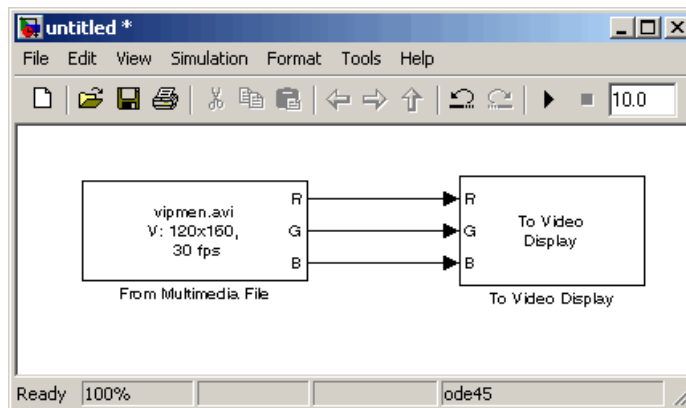 untitled *
File Edit View Simulation Format Tools Help
10.0
vipmen.avi
V: 120x160,
30 fps
R
G
B
From Multimedia File
R
G
B
To Video
Display
To Video Display
Ready 100% ode45